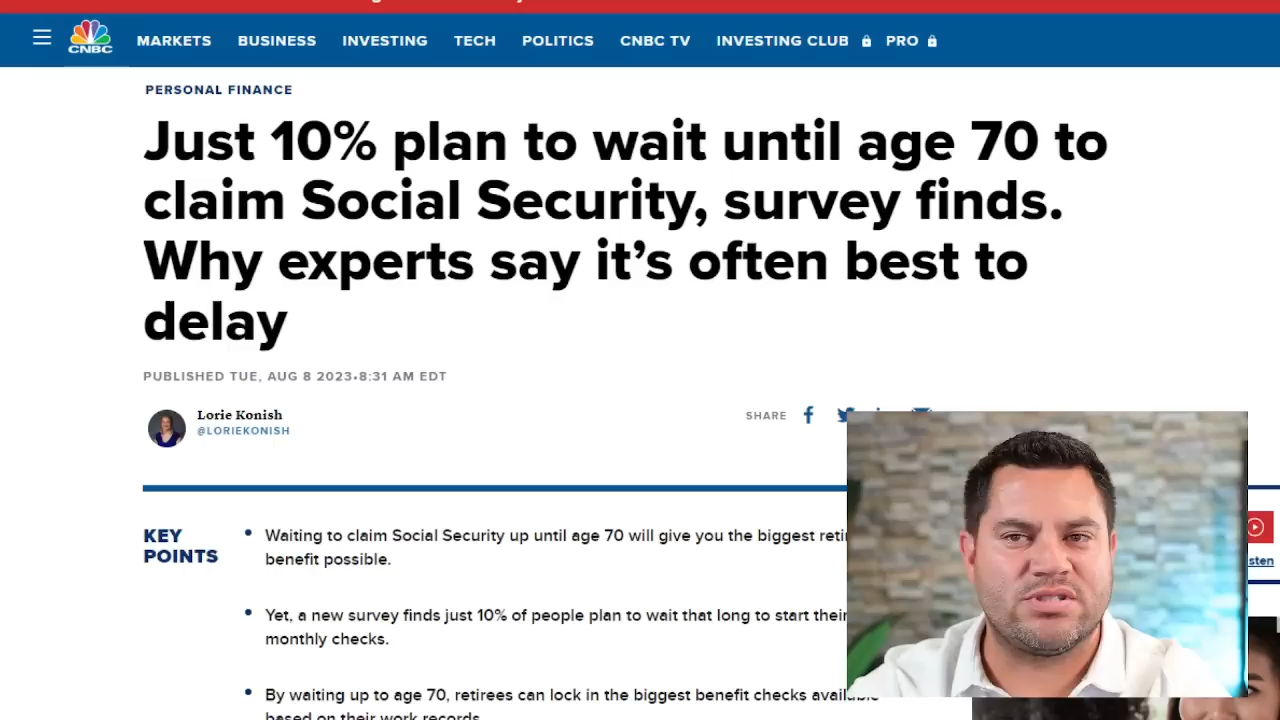 MARKETS BUSINESS INVESTING TECH POLITICS CNBC TV INVESTING CLUB PRO
CNBC
PERSONAL FINANCE
Just 10% plan to wait until age 70 to
claim Social Security, survey finds.
Why experts say it’s often best to
delay
PUBLISHED TUE, AUG 8 2023•8:31 AM EDT
Lorie Konish
@LORIEKONISH
SHARE
KEY
POINTS
Waiting to claim Social Security up until age 70 will give you the biggest
benefit possible.
Yet, a new survey finds just 10% of people plan to wait that long to start their
monthly checks.
By waiting up to age 70, retirees can lock in the biggest benefit checks
based on their work records